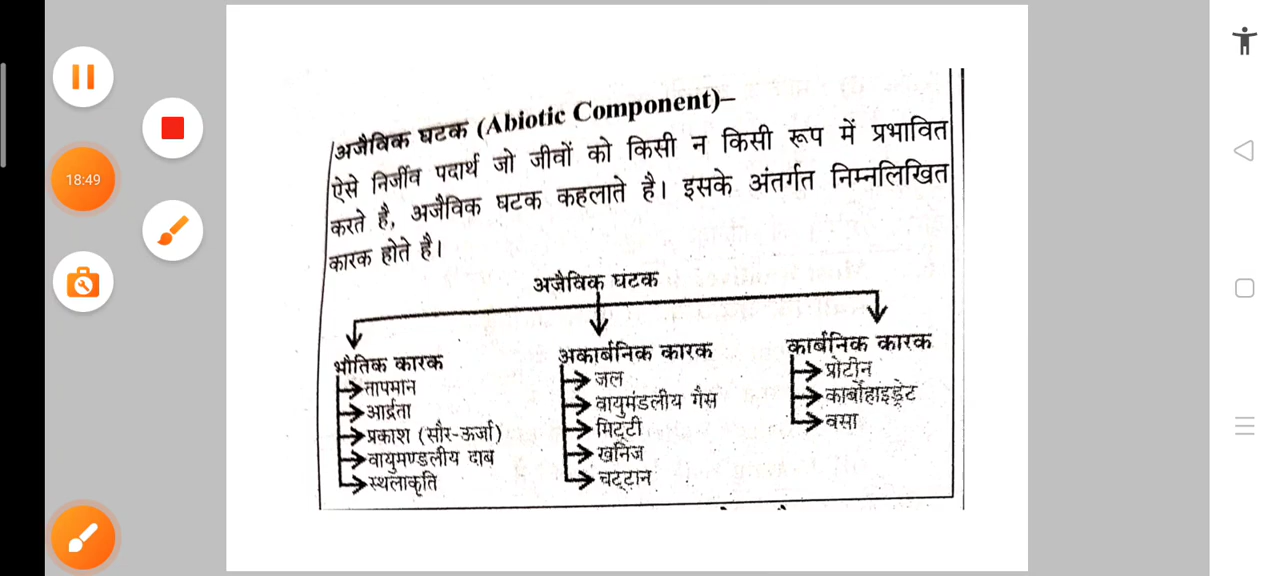 18:49
अजैविक घटक (Abiotic Component)–
ऐसे निर्जीव पदार्थ जो जीवों को किसी न किसी रूप में प्रभावित
करते है, अजैविक घटक कहलाते है। इसके अंतर्गत निम्नलिखित
कारक होते है।
अजैविक घटक
भौतिक कारक
तापमान
आर्द्रता
प्रकाश (सौर-ऊर्जा)
वायुमण्डलीय दाब
स्थलाकृति
अकार्बनिक कारक
जल
वायुमंडलीय गैस
मिट्टी
खनिज
चट्टान
कार्बनिक कारक
प्रोटीन
कार्बोहाइड्रेट
वसा